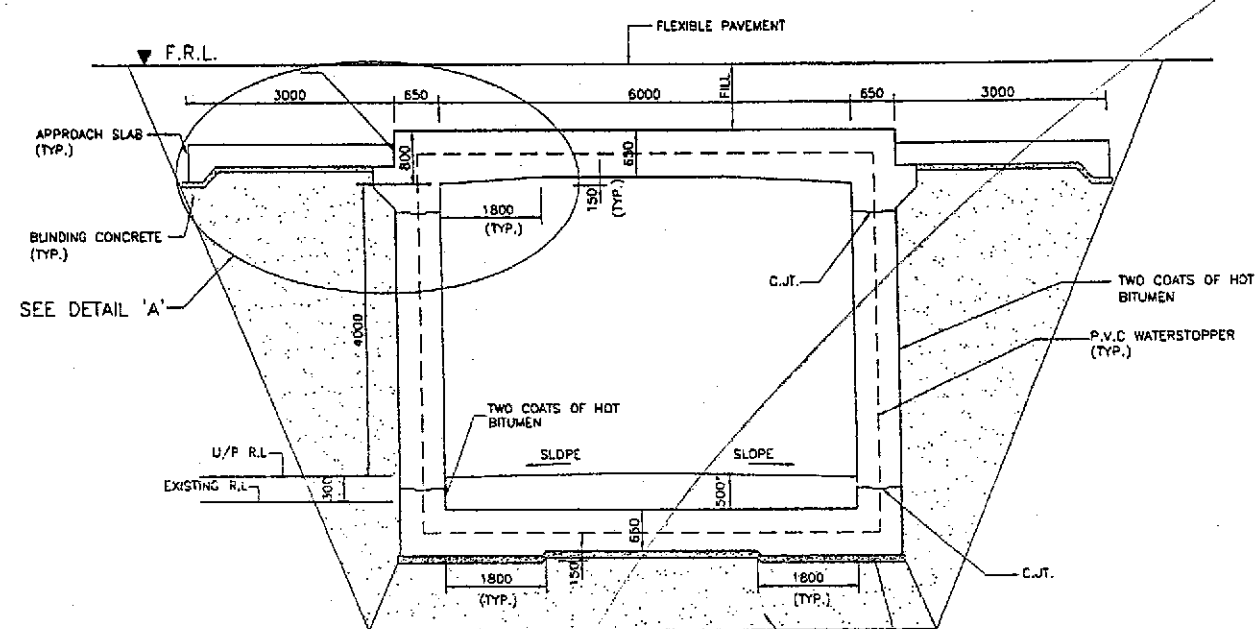 FLEXIBLE PAVEMENT
F.R.L.
3000
650
6000
FILL
650
3000
APPROACH SLAB
(TYP.)
800
650
150
(TYP.)
1800
(TYP.)
BLINDING CONCRETE
(TYP.)
C.JT.
SEE DETAIL 'A'
TWO COATS OF HOT
BITUMEN
4000
P.V.C WATERSTOPPER
(TYP.)
TWO COATS OF HOT
BITUMEN
U/P R.L
SLOPE
SLOPE
EXISTING R.L
300
500
650
150
1800
(TYP.)
1800
(TYP.)
C.JT.